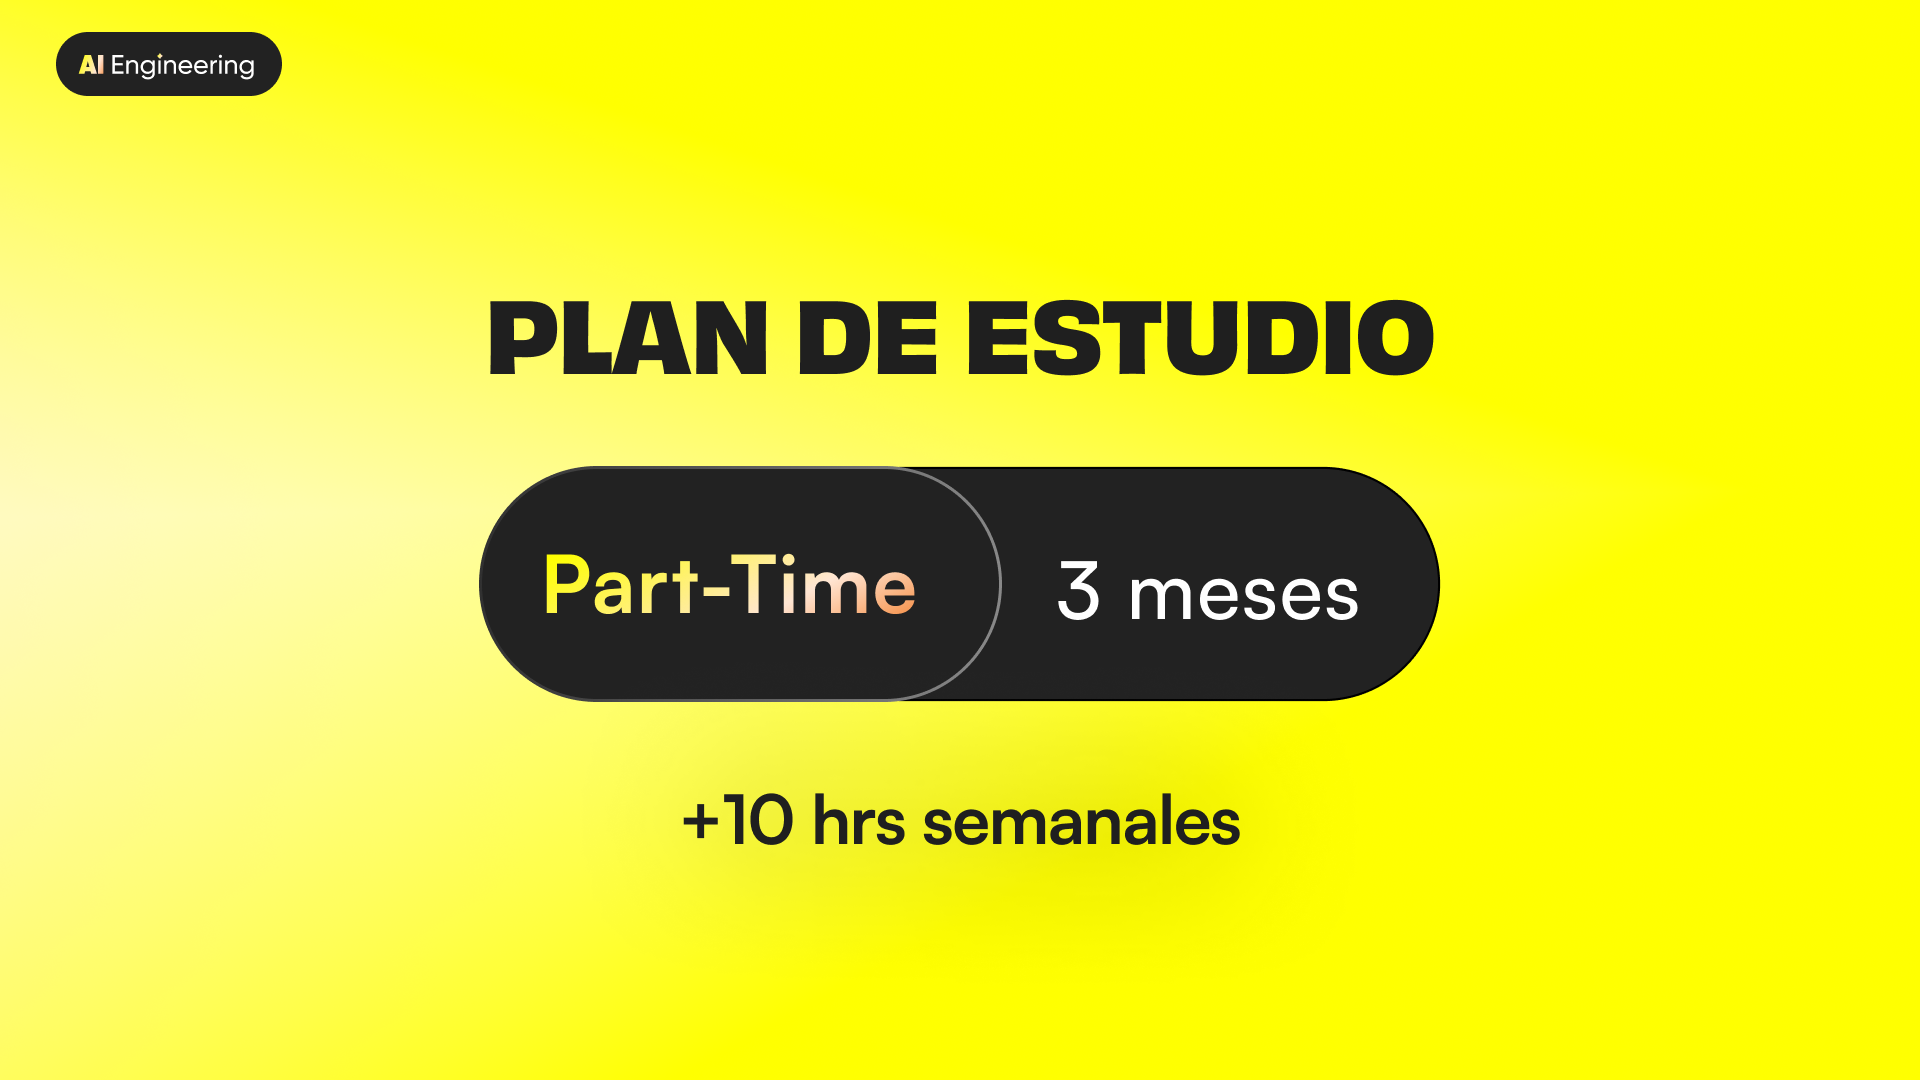 AI Engineering
PLAN DE ESTUDIO
Part-Time
3 meses
+10 hrs semanales